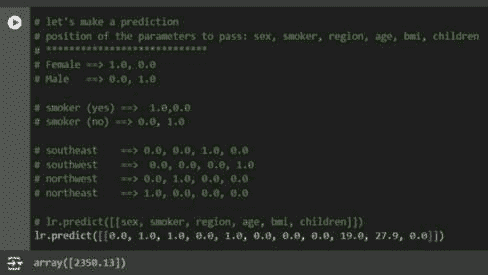 # let's make a prediction
# position of the parameters to pass: sex, smoker, region, age, bmi, children
# ****************************
# Female ==> 1.0, 0.0
# Male ==> 0.0, 1.0
# smoker (yes) ==> 1.0,0.0
# smoker (no) ==> 0.0, 1.0
# southeast ==> 0.0, 0.0, 1.0, 0.0
# southwest ==> 0.0, 0.0, 0.0, 1.0
# northwest ==> 0.0, 1.0, 0.0, 0.0
# northeast ==> 1.0, 0.0, 0.0, 0.0
# lr.predict([[sex, smoker, region, age, bmi, children]])
lr.predict([[0.0, 1.0, 1.0, 0.0, 1.0, 0.0, 0.0, 0.0, 19.0, 27.9, 0.0]])
array([2350.13])